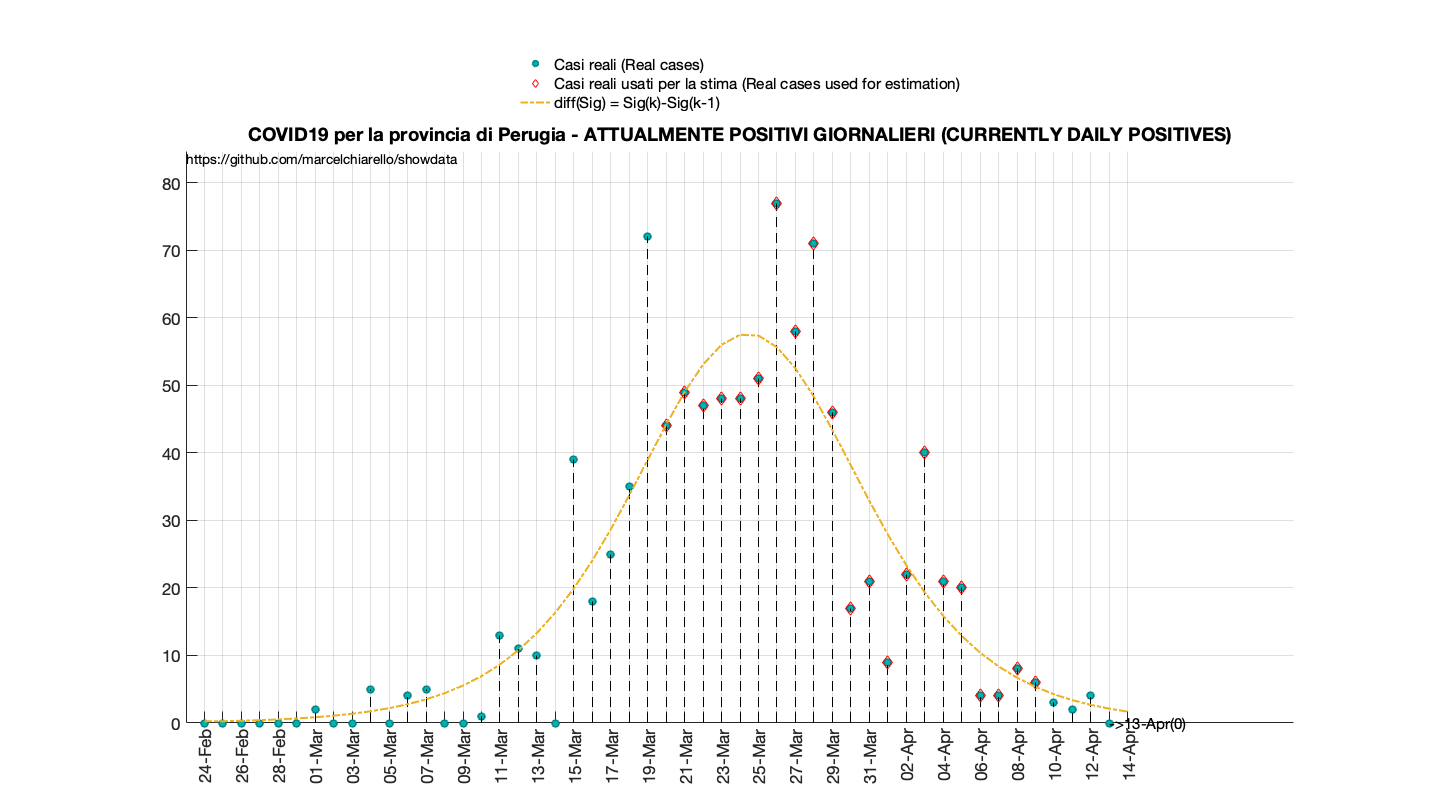 Casi reali (Real cases)
Casi reali usati per la stima (Real cases used for estimation)
diff(Sig) = Sig(k)-Sig(k-1)
COVID19 per la provincia di Perugia - ATTUALMENTE POSITIVI GIORNALIERI (CURRENTLY DAILY POSITIVES)
https://github.com/marcelchiarello/showdata
80
70
60
50
40
30
20
10
0
->13-Apr(0)
24-Feb
26-Feb
28-Feb
01-Mar
03-Mar
05-Mar
07-Mar
09-Mar
11-Mar
13-Mar
15-Mar
17-Mar
19-Mar
21-Mar
23-Mar
25-Mar
27-Mar
29-Mar
31-Mar
02-Apr
04-Apr
06-Apr
08-Apr
10-Apr
12-Apr
14-Apr